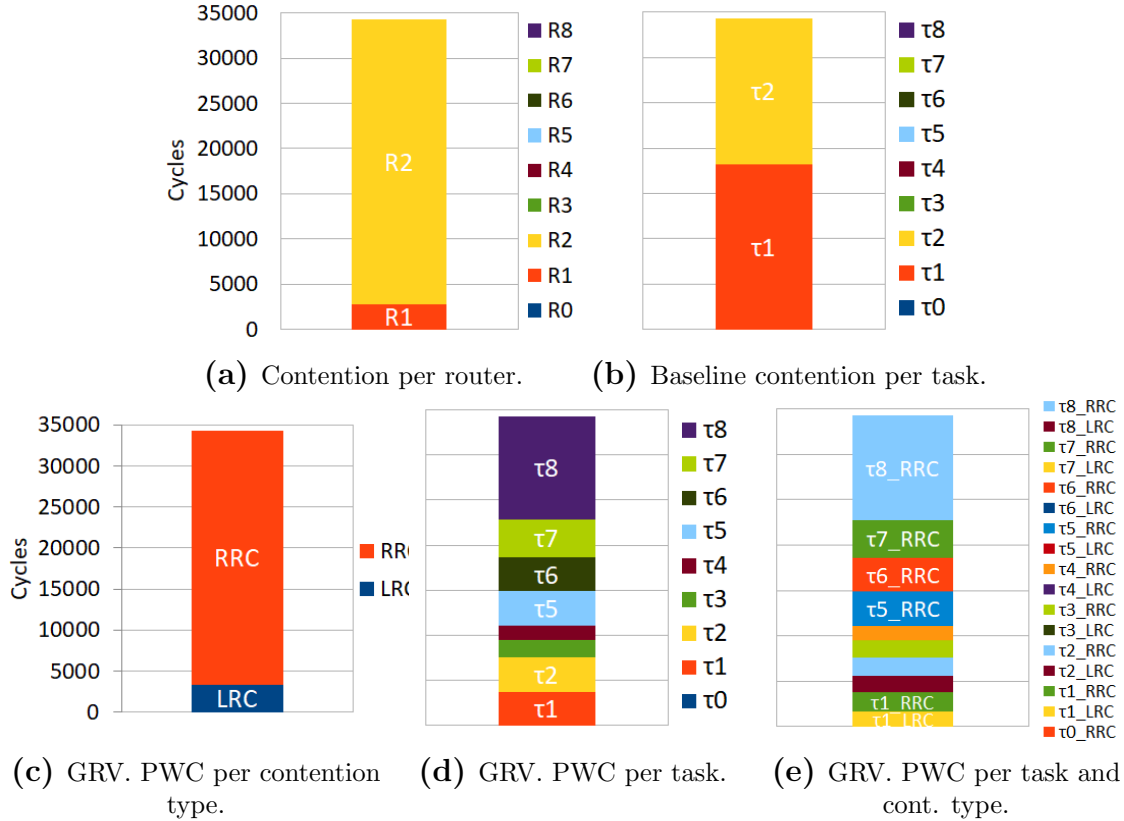 35000
30000
25000
20000
15000
10000
5000
0
Cycles
R2
R1
R8
R7
R6
R5
R4
R3
R2
R1
R0
τ2
τ1
τ8
τ7
τ6
τ5
τ4
τ3
τ2
τ1
τ0
(a) Contention per router.
(b) Baseline contention per task.
35000
30000
25000
20000
15000
10000
5000
0
Cycles
RRC
LRC
RRC
LRC
τ8
τ7
τ6
τ5
τ2
τ1
τ8
τ7
τ6
τ5
τ4
τ3
τ2
τ1
τ0
τ8_RRC
τ7_RRC
τ6_RRC
τ5_RRC
τ1_RRC
τ1_LRC
τ8_RRC
τ8_LRC
τ7_RRC
τ7_LRC
τ6_RRC
τ6_LRC
τ5_RRC
τ5_LRC
τ4_RRC
τ4_LRC
τ3_RRC
τ3_LRC
τ2_RRC
τ2_LRC
τ1_RRC
τ1_LRC
τ0_RRC
(c) GRV. PWC per contention
type.
(d) GRV. PWC per task.
(e) GRV. PWC per task and
cont. type.